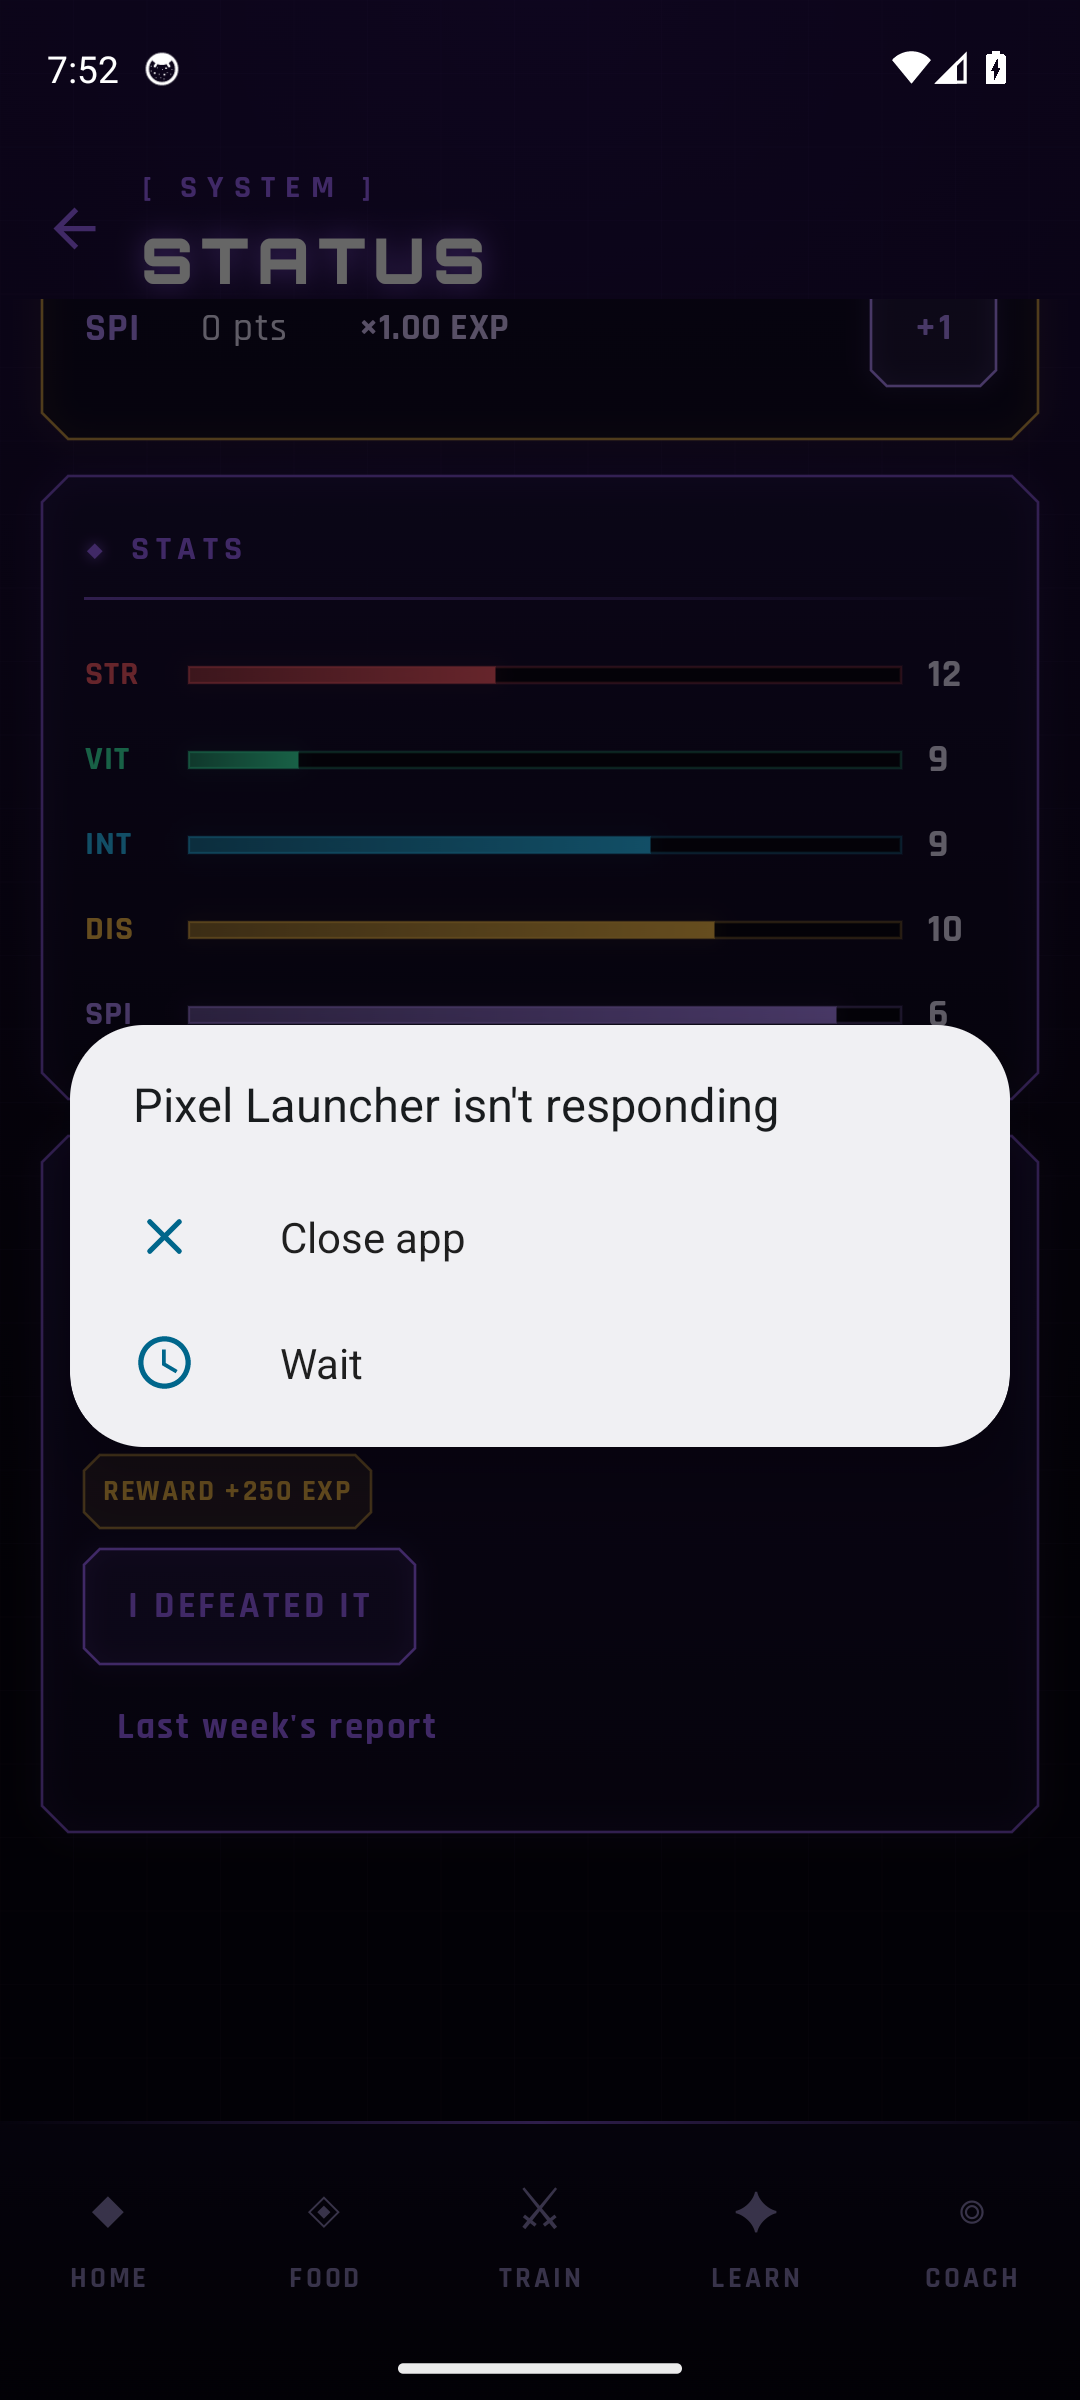 7:52
[ SYSTEM ]
STATUS
SPI 0 pts ×1.00 EXP +1
STATS
STR 12
VIT 9
INT 9
DIS 10
SPI 6
Pixel Launcher isn't responding
Close app
Wait
REWARD +250 EXP
I DEFEATED IT
Last week's report
HOME FOOD TRAIN LEARN COACH